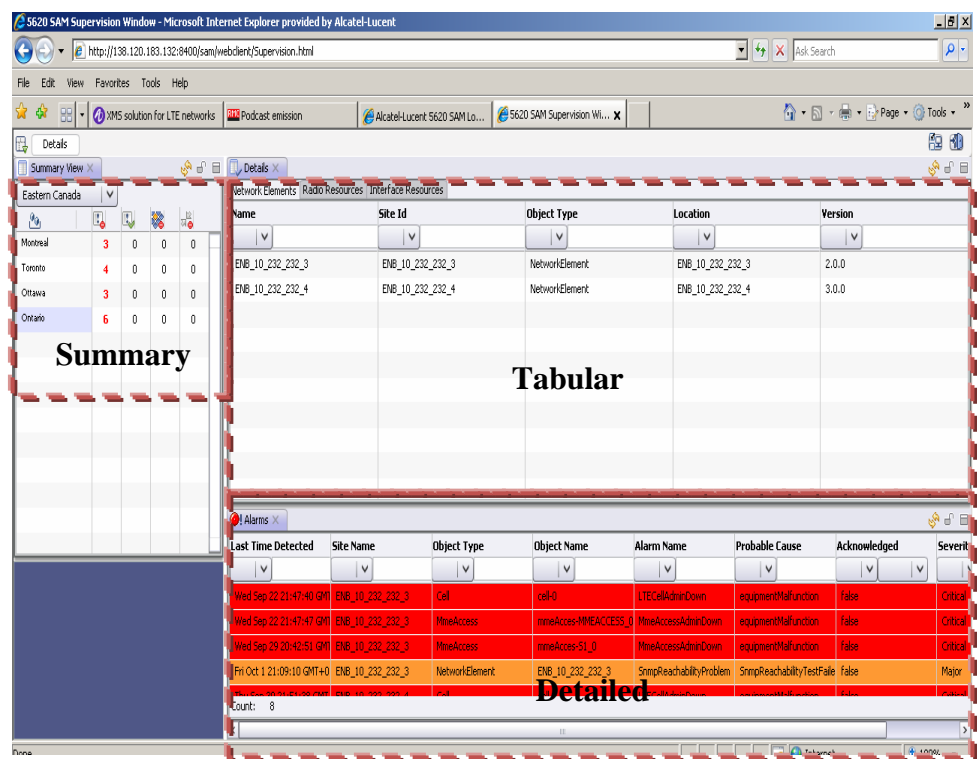 5620 SAM Supervision Window - Microsoft Internet Explorer provided by Alcatel-Lucent
http://138.120.183.132:8400/sam/webclient/Supervision.html
Ask Search
File Edit View Favorites Tools Help
XMS solution for LTE networks
Podcast emission
Alcatel-Lucent 5620 SAM Lo...
5620 SAM Supervision Wi...
Page Tools
Details
Summary View
Details
Eastern Canada
Network Elements Radio Resources Interface Resources
Name Site Id Object Type Location Version
Montreal 3 0 0 0
Toronto 4 0 0 0
Ottawa 3 0 0 0
Ontario 6 0 0 0
ENB_10_232_232_3 ENB_10_232_232_3 NetworkElement ENB_10_232_232_3 2.0.0
ENB_10_232_232_4 ENB_10_232_232_4 NetworkElement ENB_10_232_232_4 3.0.0
Summary
Tabular
Alarms
Last Time Detected Site Name Object Type Object Name Alarm Name Probable Cause Acknowledged Severit
Wed Sep 22 21:47:40 GMT ENB_10_232_232_3 Cell cell-0 LTECellAdminDown equipmentMalfunction false Critical
Wed Sep 22 21:47:47 GMT ENB_10_232_232_3 MmeAccess mmeAcces-MMEACCESS_0 MmeAccessAdminDown equipmentMalfunction false Critical
Wed Sep 29 20:42:51 GMT ENB_10_232_232_3 MmeAccess mmeAcces-S1_0 MmeAccessAdminDown equipmentMalfunction false Critical
Fri Oct 1 21:09:10 GMT+0 ENB_10_232_232_3 NetworkElement ENB_10_232_232_3 SnmpReachabilityProblem SnmpReachabilityTestFaile false Major
Detailed
Count: 8
Done
Internet
100%